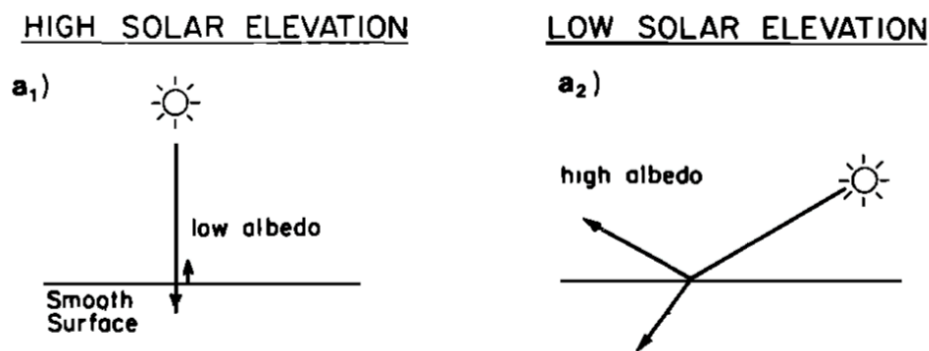 HIGH SOLAR ELEVATION
LOW SOLAR ELEVATION
a₁)
a₂)
high albedo
low albedo
Smooth
Surface